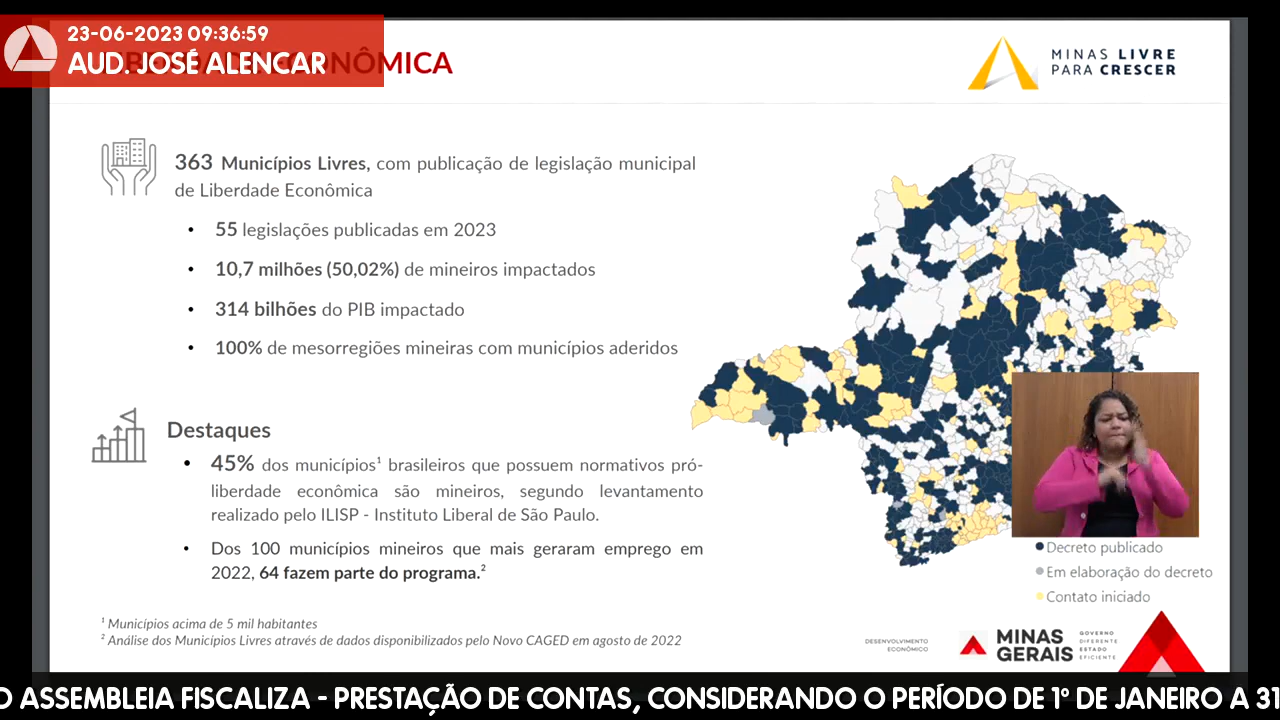 23-06-2023 09:36:59
AUD. JOSÉ ALENCAR
ECONÔMICA
MINAS LIVRE
PARA CRESCER
363 Municípios Livres, com publicação de legislação municipal
de Liberdade Econômica
• 55 legislações publicadas em 2023
• 10,7 milhões (50,02%) de mineiros impactados
• 314 bilhões do PIB impactado
• 100% de mesorregiões mineiras com municípios aderidos
Destaques
• 45% dos municípios¹ brasileiros que possuem normativos pró-
liberdade econômica são mineiros, segundo levantamento
realizado pelo ILISP - Instituto Liberal de São Paulo.
• Dos 100 municípios mineiros que mais geraram emprego em
2022, 64 fazem parte do programa.²
Decreto publicado
Em elaboração do decreto
Contato iniciado
¹ Municípios acima de 5 mil habitantes
² Análise dos Municípios Livres através de dados disponibilizados pelo Novo CAGED em agosto de 2022
DESENVOLVIMENTO
ECONÔMICO
MINAS
GERAIS
GOVERNO
DIFERENTE
ESTADO
EFICIENTE
O ASSEMBLEIA FISCALIZA - PRESTAÇÃO DE CONTAS, CONSIDERANDO O PERÍODO DE 1º DE JANEIRO A 31